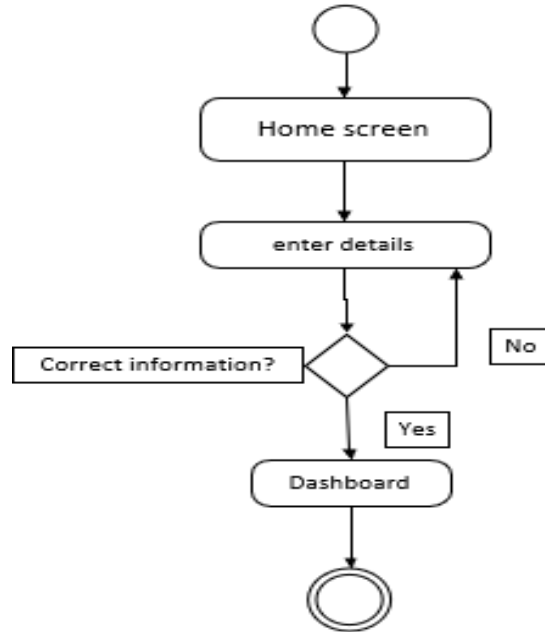 Home screen
enter details
Correct information?
No
Yes
Dashboard